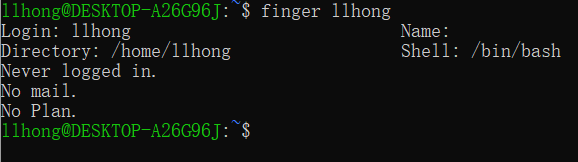 llhong@DESKTOP-A26G96J:~$ finger llhong
Login: llhong                           Name:
Directory: /home/llhong                 Shell: /bin/bash
Never logged in.
No mail.
No Plan.
llhong@DESKTOP-A26G96J:~$